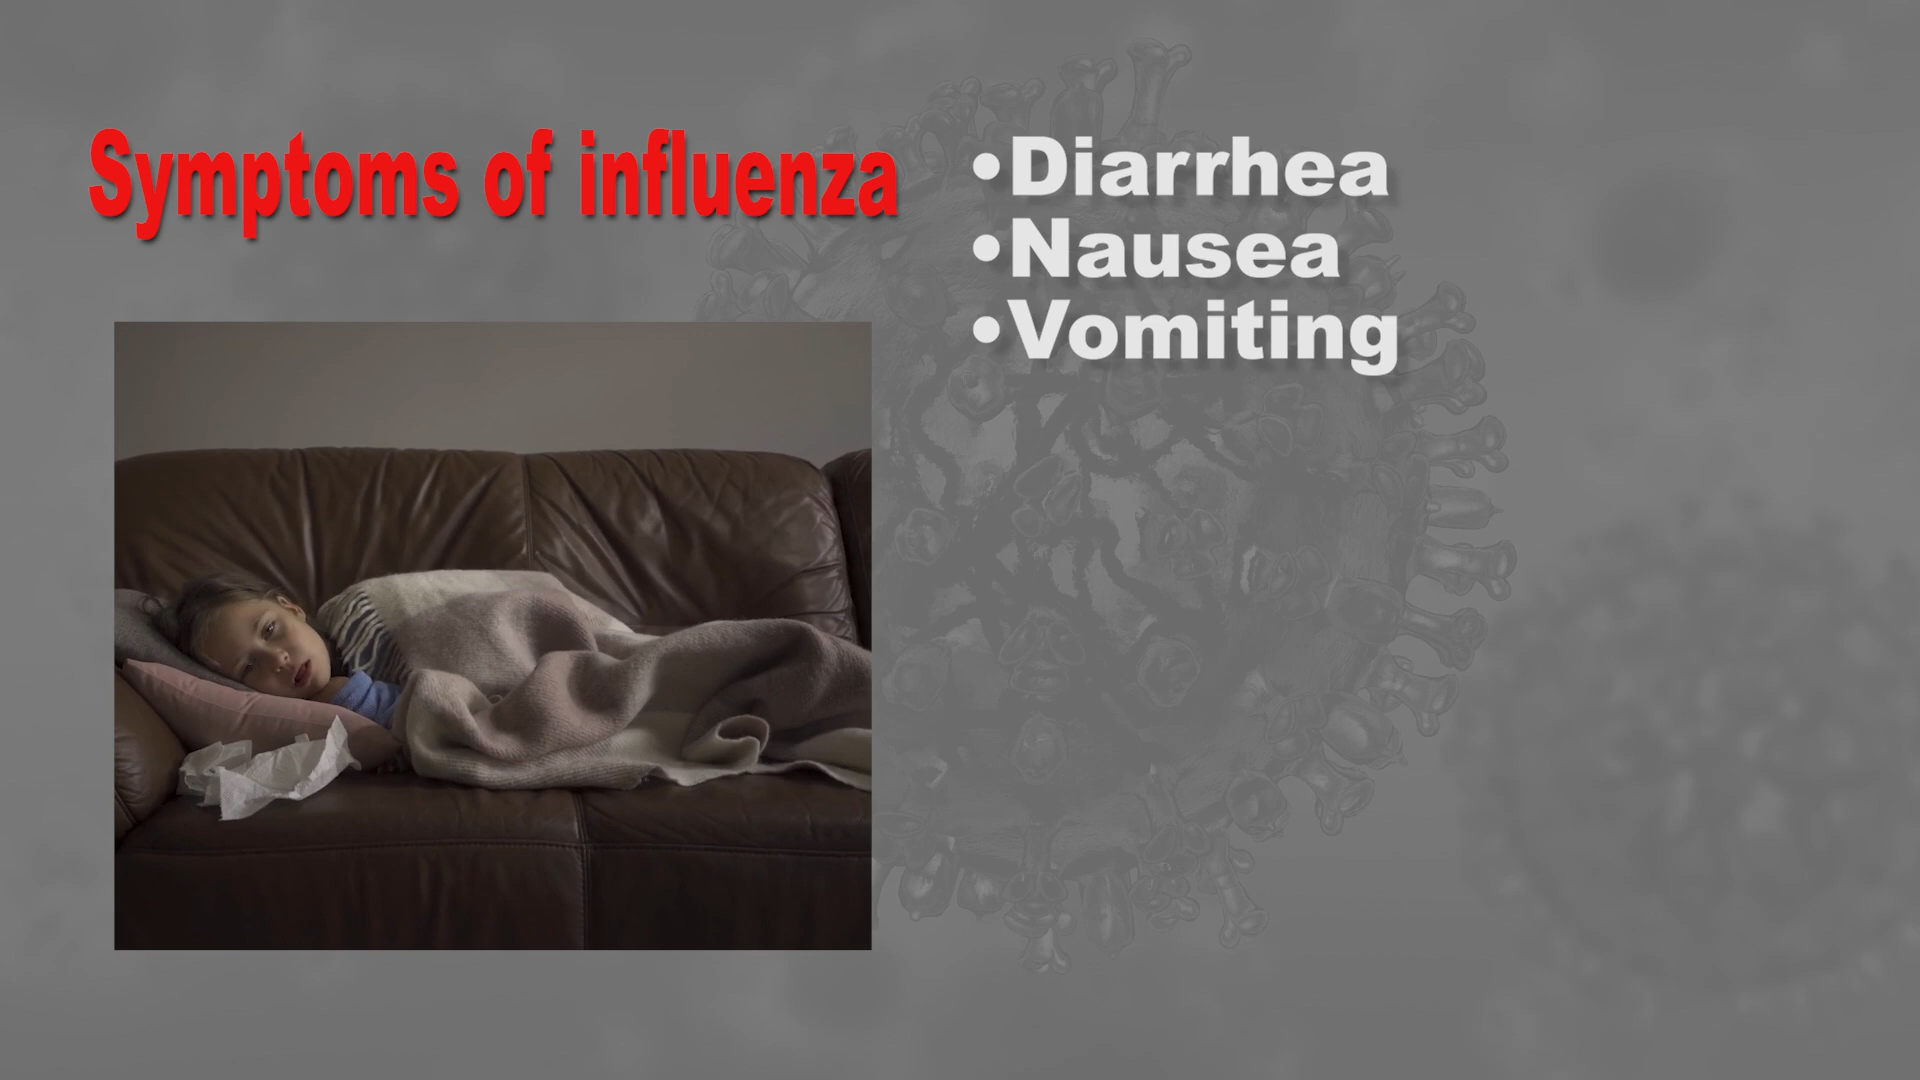 Symptoms of influenza
•Diarrhea
•Nausea
•Vomiting